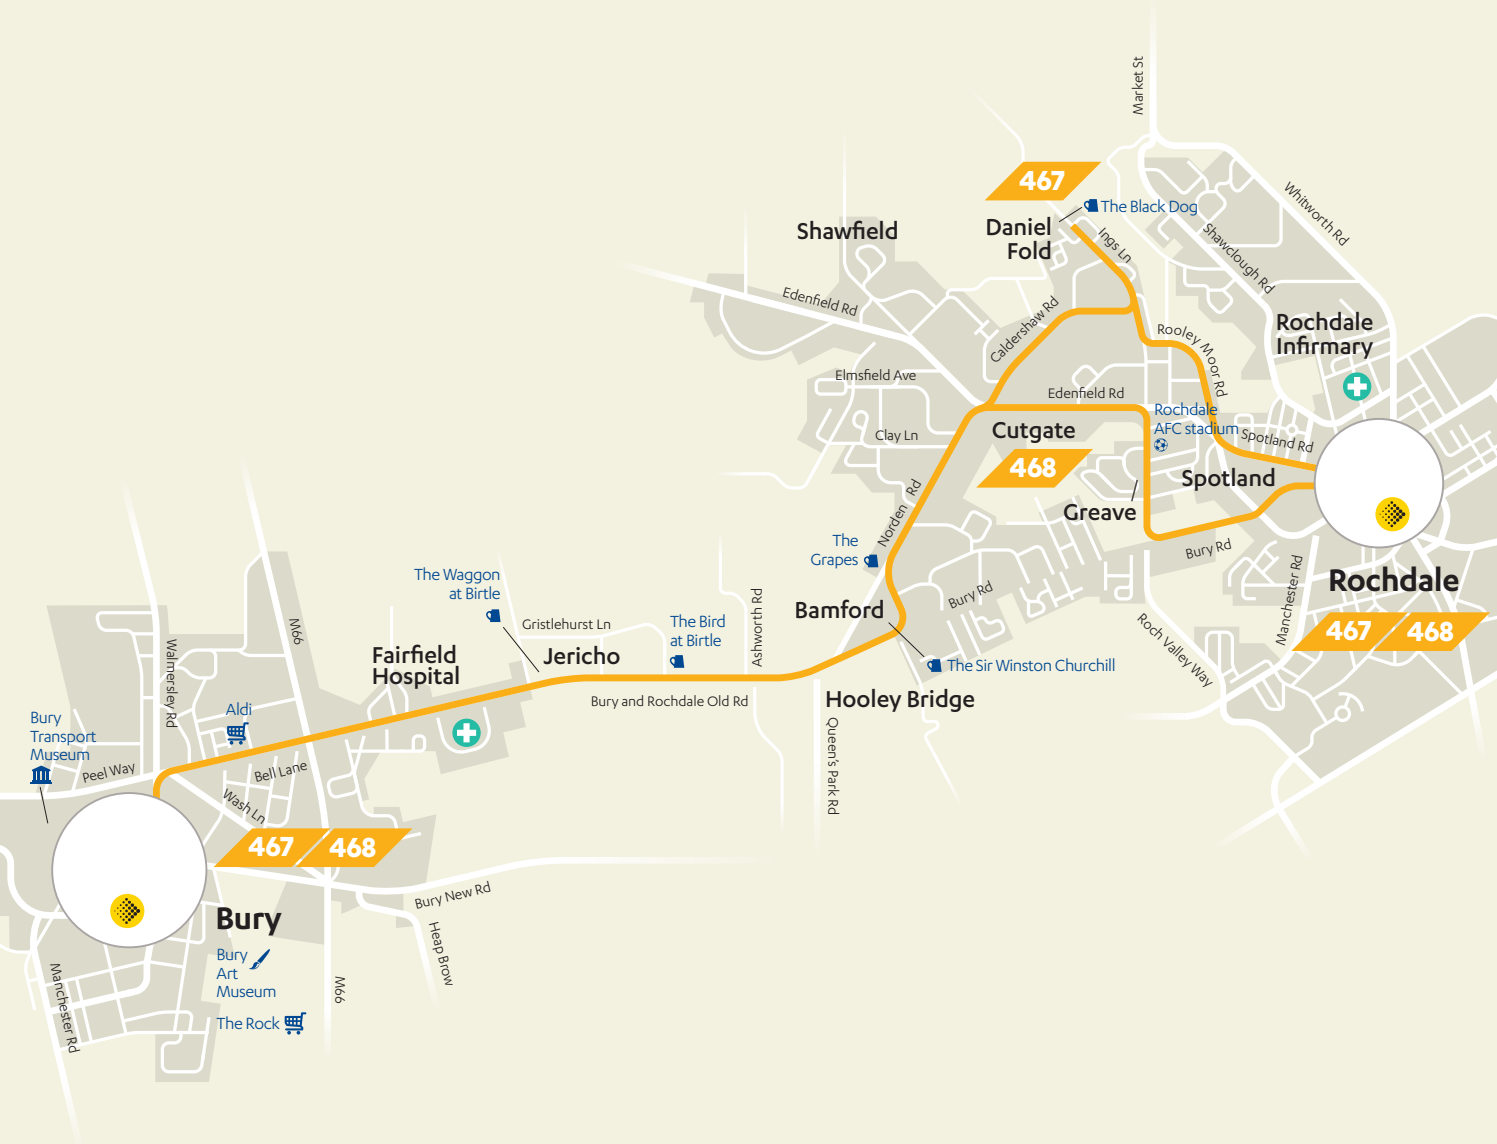 Market St
Whitworth Rd
467
The Black Dog
Daniel
Fold
Ings Ln
Shawclough Rd
Shawfield
Edenfield Rd
Caldershaw Rd
Rooley Moor Rd
Rochdale
Infirmary
Elmsfield Ave
Edenfield Rd
Rochdale
AFC stadium
Clay Ln
Cutgate
468
Spotland Rd
Spotland
Greave
Norden Rd
The
Grapes
Bury Rd
Bury Rd
Manchester Rd
Rochdale
467
468
Roch Valley Way
Bamford
The Sir Winston Churchill
Hooley Bridge
Queen's Park Rd
Ashworth Rd
The Waggon
at Birtle
Gristlehurst Ln
The Bird
at Birtle
Jericho
Bury and Rochdale Old Rd
Fairfield
Hospital
M66
Walmersley Rd
Aldi
Bury
Transport
Museum
Peel Way
Bell Lane
Wash Ln
467
468
Bury New Rd
Heap Brow
Bury
Bury
Art
Museum
The Rock
M66
Manchester Rd